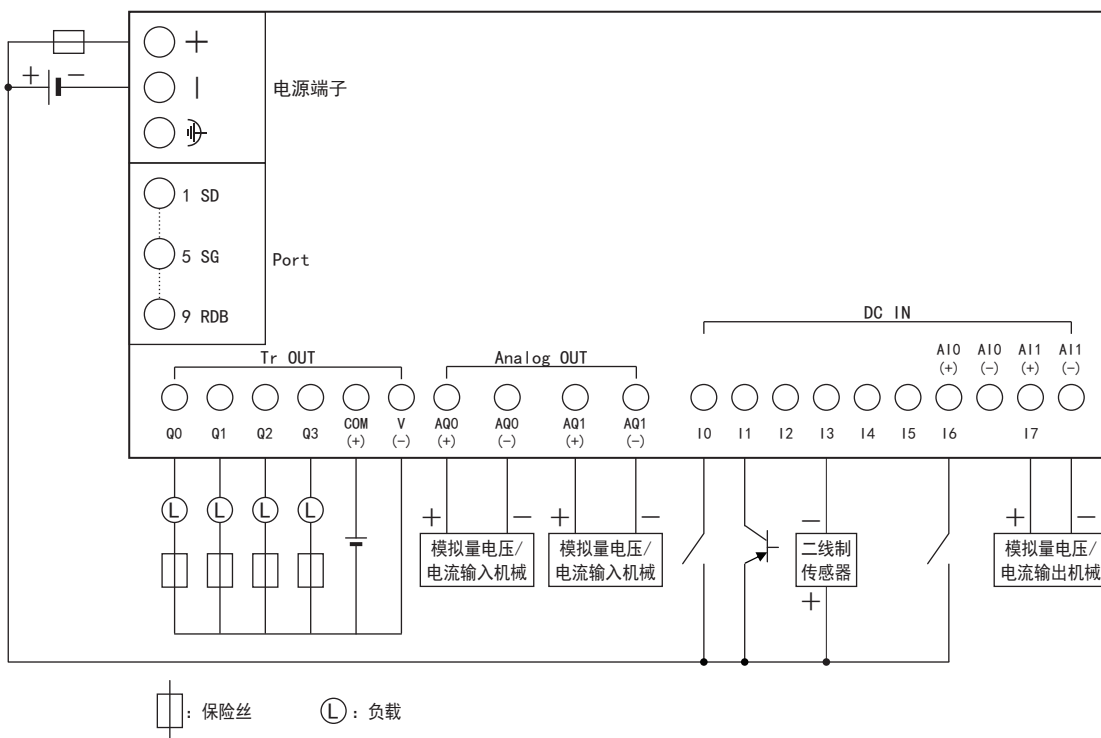 +
+ −
| 电源端子
1 SD
5 SG
Port
9 RDB
DC IN
Tr OUT
Analog OUT
AI0 AI0 AI1 AI1
(+) (-) (+) (-)
Q0 Q1 Q2 Q3 COM V AQ0 AQ0 AQ1 AQ1 I0 I1 I2 I3 I4 I5 I6 I7
(+) (-) (+) (-) (+) (-)
L L L L
+ − + − − + −
模拟量电压/
电流输入机械
模拟量电压/
电流输入机械
二线制
传感器
+
模拟量电压/
电流输出机械
: 保险丝
L : 负载